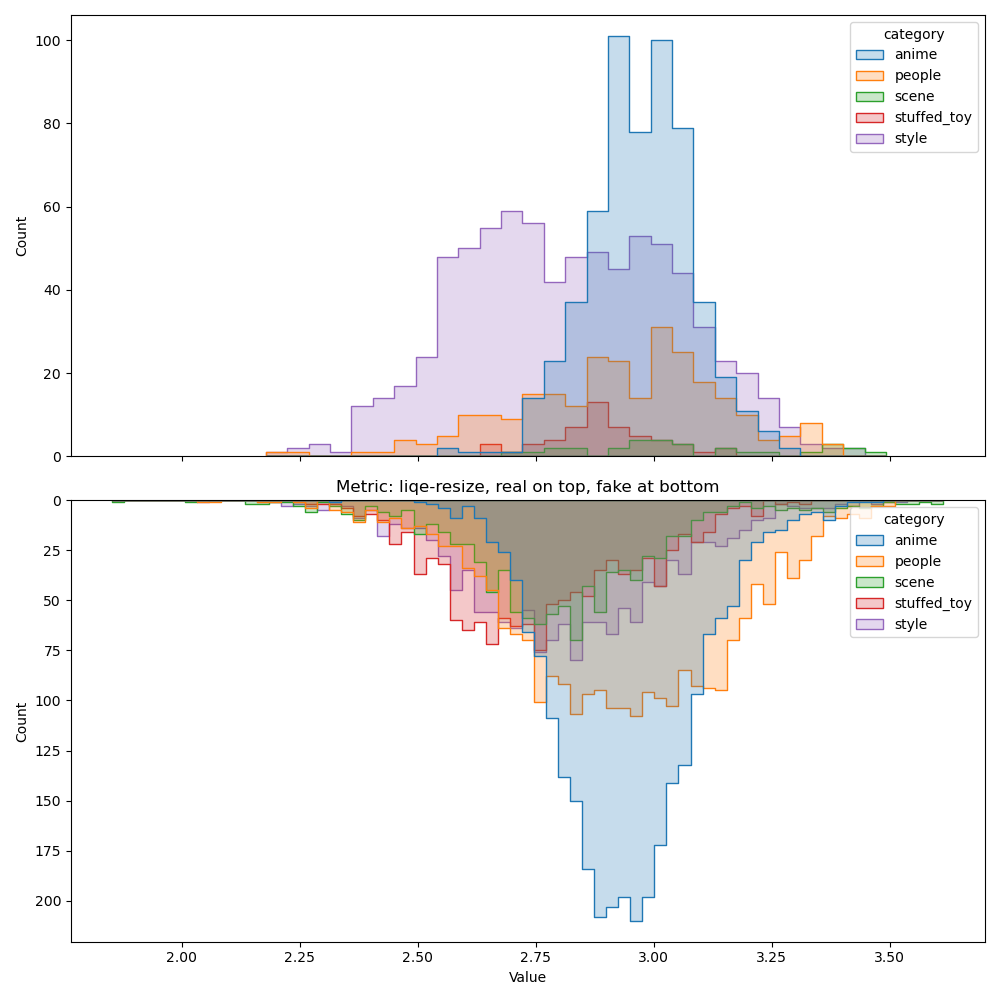 category
anime
people
scene
stuffed_toy
style
100
80
60
40
20
0
Count
Metric: liqe-resize, real on top, fake at bottom
category
anime
people
scene
stuffed_toy
style
0
25
50
75
100
125
150
175
200
Count
2.00 2.25 2.50 2.75 3.00 3.25 3.50
Value